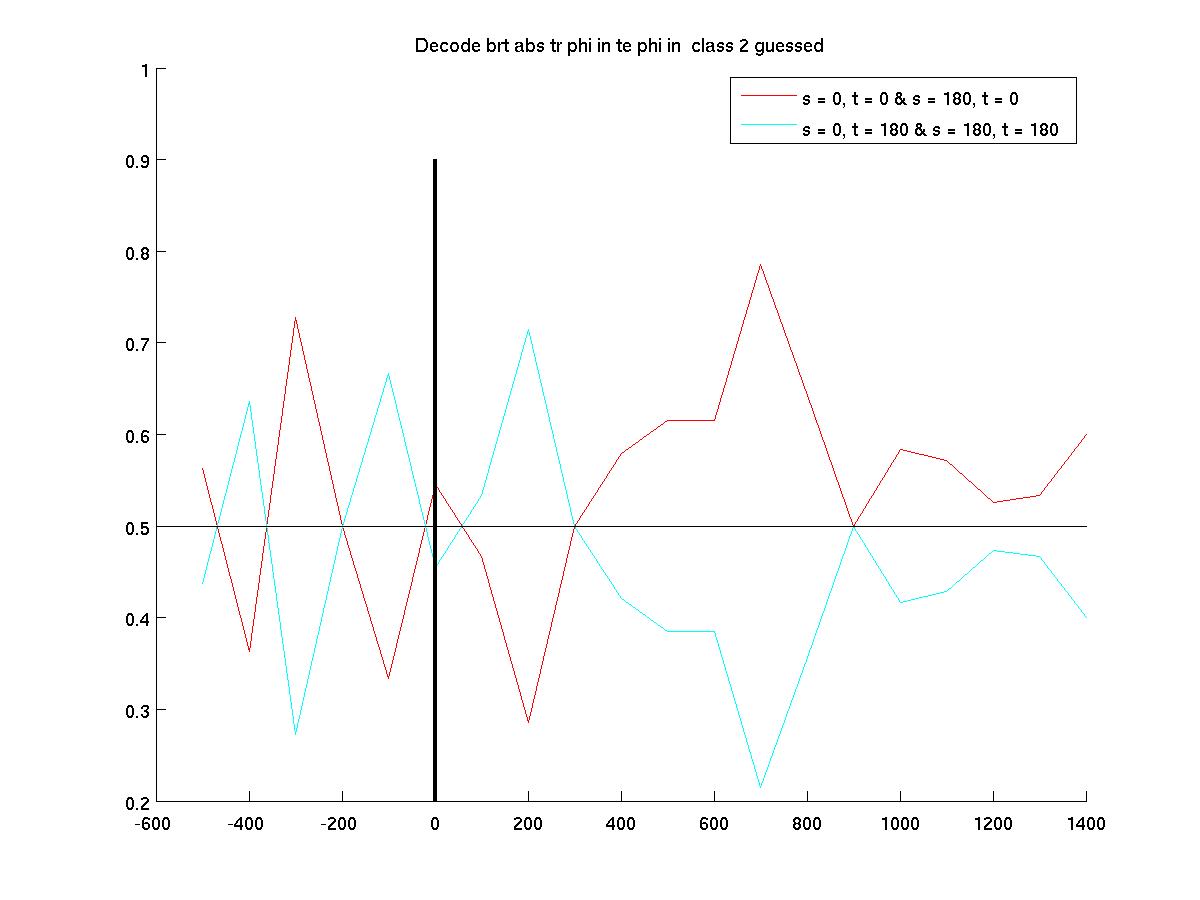 Decode brt abs tr phi in te phi in  class 2 guessed
s = 0, t = 0 & s = 180, t = 0
s = 0, t = 180 & s = 180, t = 180
1
0.9
0.8
0.7
0.6
0.5
0.4
0.3
0.2
-600 -400 -200 0 200 400 600 800 1000 1200 1400